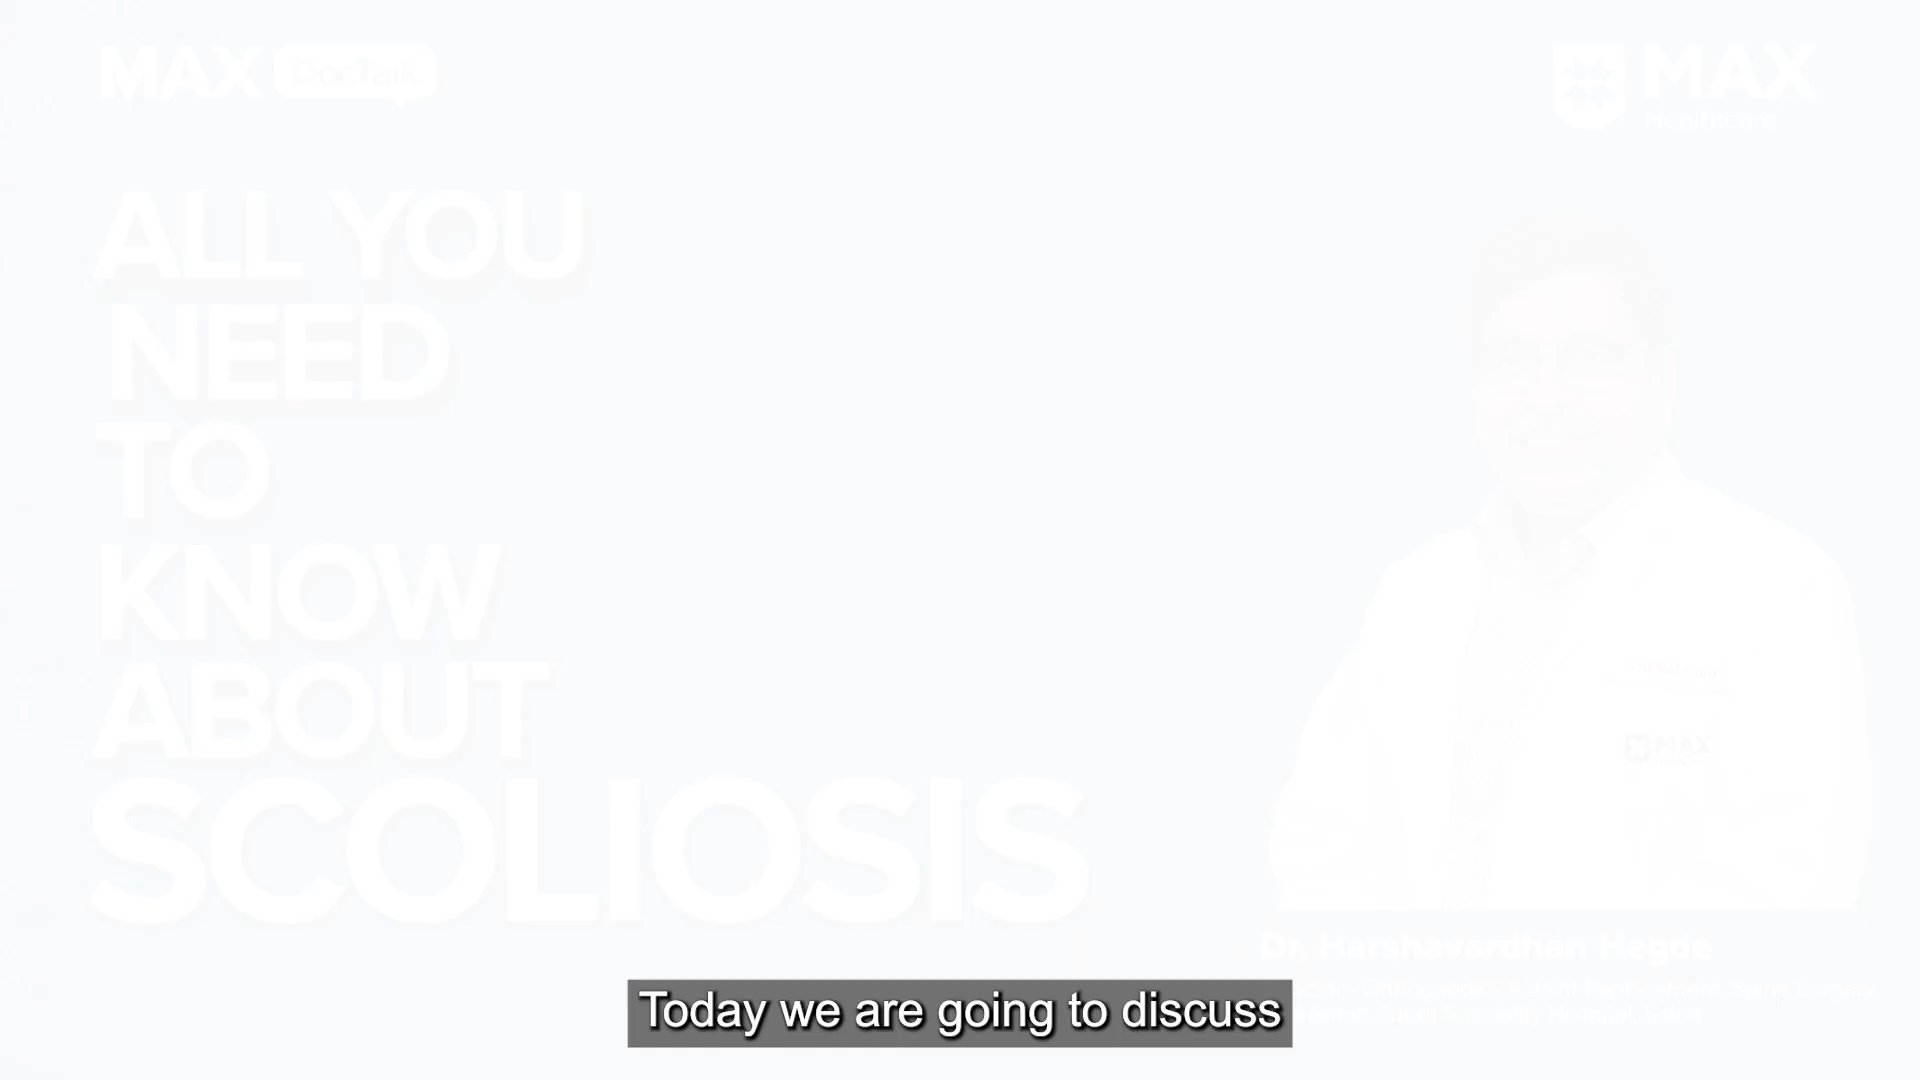 MAX DocTalk
MAX
Healthcare
ALL YOU
NEED
TO
KNOW
ABOUT
SCOLIOSIS
MAX
Dr. Harshavardhan Hegde
Today we are going to discuss